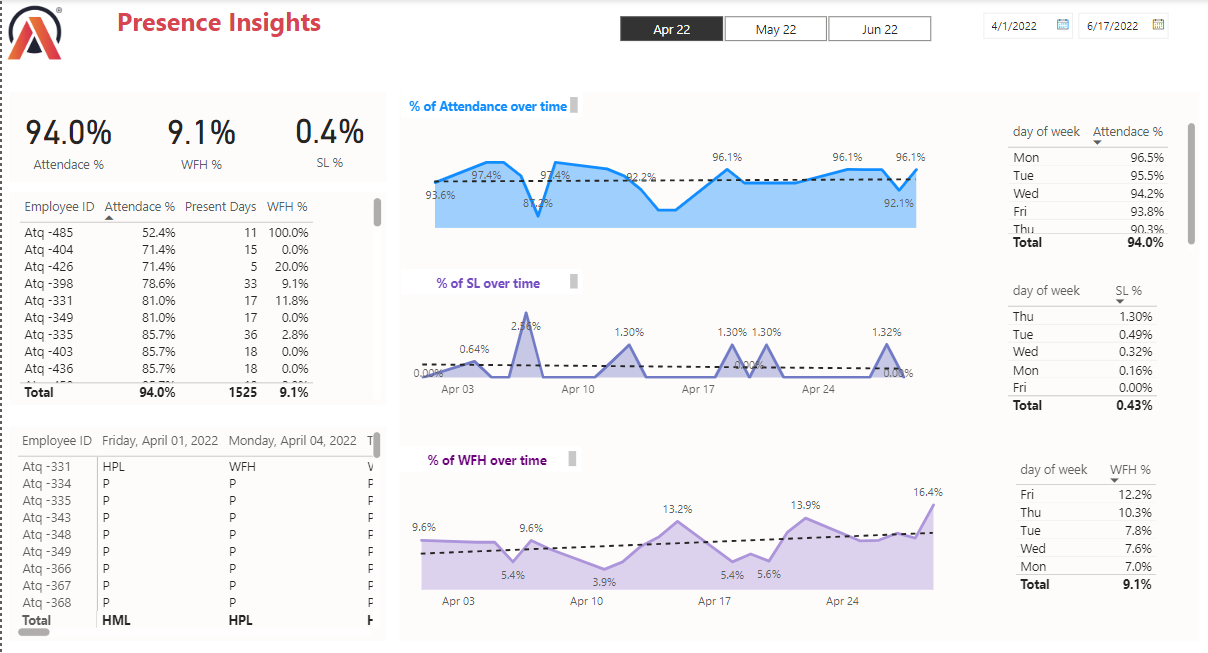 ®
Presence Insights
Apr 22 May 22 Jun 22
4/1/2022 6/17/2022
94.0% 9.1% 0.4%
Attendace % WFH % SL %
Employee ID Attendace % Present Days WFH %
Atq -485 52.4% 11 100.0%
Atq -404 71.4% 15 0.0%
Atq -426 71.4% 5 20.0%
Atq -398 78.6% 33 9.1%
Atq -331 81.0% 17 11.8%
Atq -349 81.0% 17 0.0%
Atq -335 85.7% 36 2.8%
Atq -403 85.7% 18 0.0%
Atq -436 85.7% 18 0.0%
Total 94.0% 1525 9.1%
Employee ID Friday, April 01, 2022 Monday, April 04, 2022 T
Atq -331 HPL WFH
Atq -334 P P
Atq -335 P P
Atq -343 P P
Atq -348 P P
Atq -349 P P
Atq -366 P P
Atq -367 P P
Atq -368 P P
Total HML HPL
% of Attendance over time
93.6% 97.4% 87.2% 97.4% 92.2% 96.1% 96.1% 92.1% 96.1%
% of SL over time
0.00% 0.64% 2.56% 1.30% 1.30% 0.00% 1.30% 1.32% 0.00%
Apr 03 Apr 10 Apr 17 Apr 24
% of WFH over time
9.6% 5.4% 9.6% 3.9% 13.2% 5.4% 5.6% 13.9% 16.4%
Apr 03 Apr 10 Apr 17 Apr 24
day of week Attendace %
Mon 96.5%
Tue 95.5%
Wed 94.2%
Fri 93.8%
Thu 90.3%
Total 94.0%
day of week SL %
Thu 1.30%
Tue 0.49%
Wed 0.32%
Mon 0.16%
Fri 0.00%
Total 0.43%
day of week WFH %
Fri 12.2%
Thu 10.3%
Tue 7.8%
Wed 7.6%
Mon 7.0%
Total 9.1%